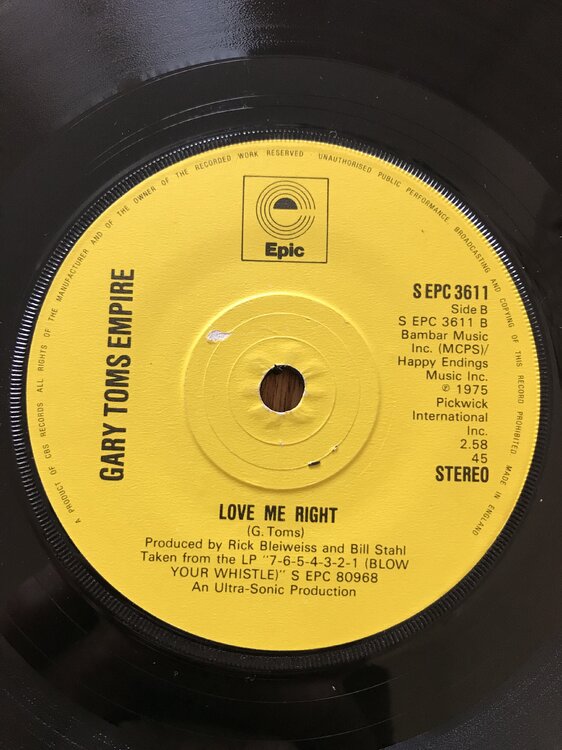 A PRODUCT OF CBS RECORDS ALL RIGHTS OF THE MANUFACTURER AND OF THE OWNER OF THE RECORDED WORK RESERVED UNAUTHORISED PUBLIC PERFORMANCE BROADCASTING AND COPYING OF THIS RECORD PROHIBITED MADE IN ENGLAND
Epic
GARY TOMS EMPIRE
S EPC 3611
Side B
S EPC 3611 B
Bambar Music
Inc. (MCPS)/
Happy Endings
Music Inc.
℗ 1975
Pickwick
International
Inc.
2.58
45
STEREO
LOVE ME RIGHT
(G. Toms)
Produced by Rick Bleiweiss and Bill Stahl
Taken from the LP "7-6-5-4-3-2-1 (BLOW
YOUR WHISTLE)" S EPC 80968
An Ultra-Sonic Production